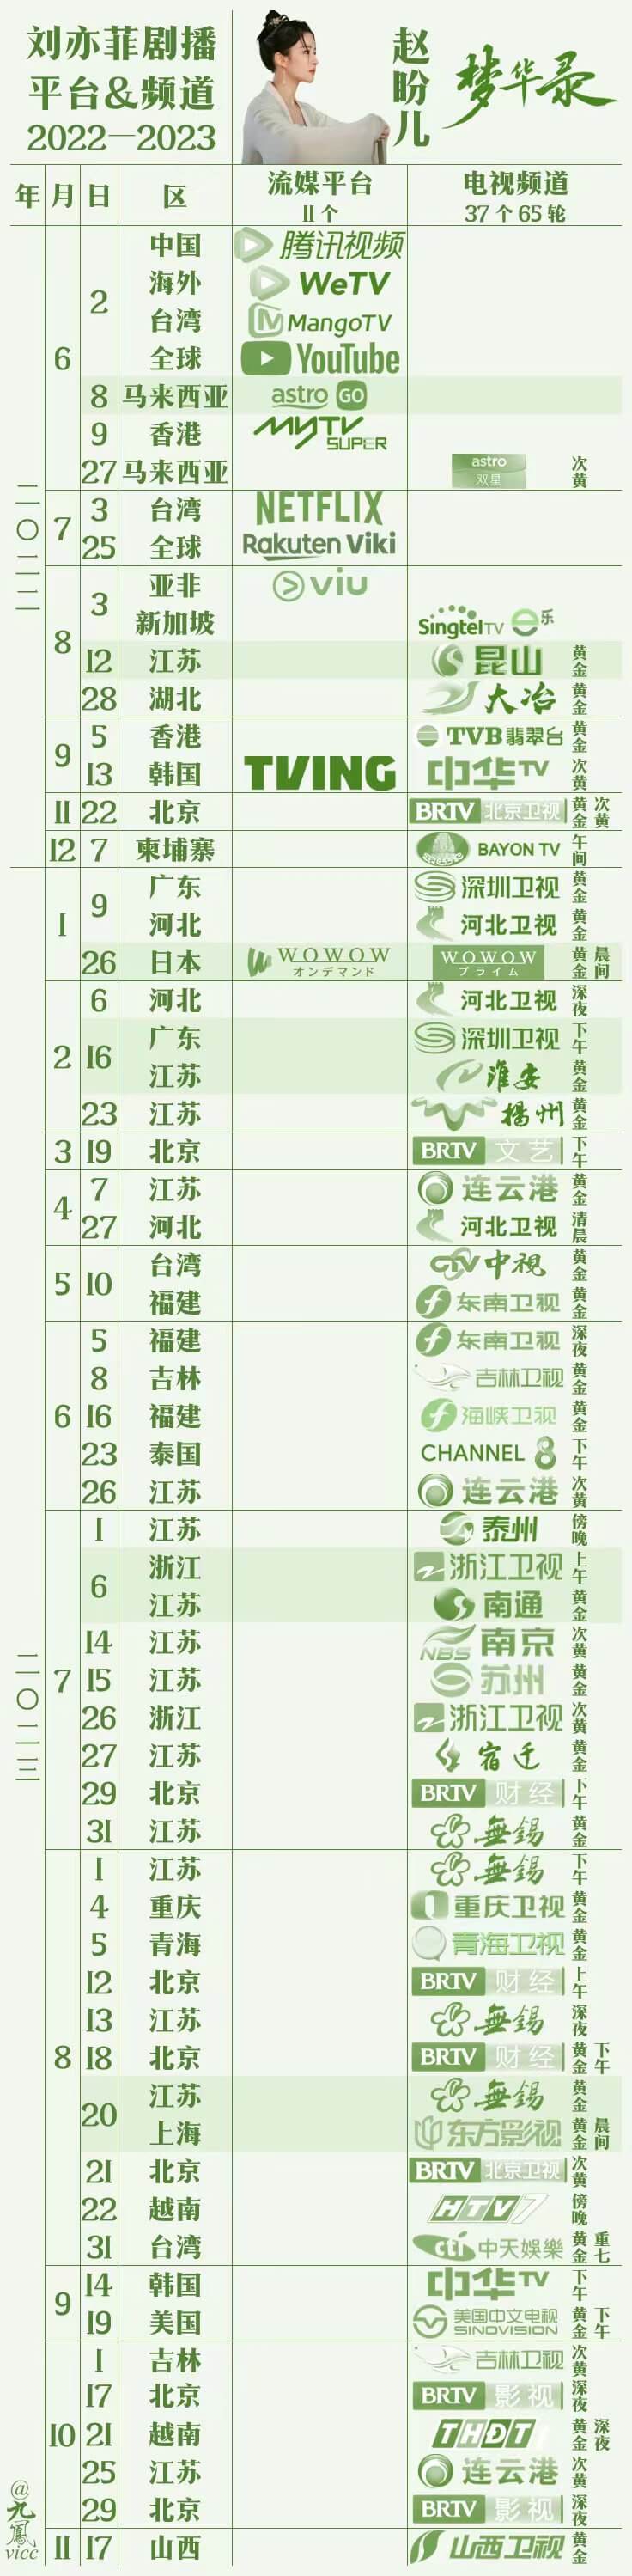 刘亦菲剧播
平台&频道
2022—2023
赵盼儿
梦华录
年 月 日 区 流媒平台 11个 电视频道 37个65轮
二〇二二
6 2 中国 腾讯视频
海外 WeTV
台湾 MangoTV
全球 YouTube
8 马来西亚 astro GO
9 香港 myTV SUPER
27 马来西亚 astro 双星 次黄
7 3 台湾 NETFLIX
25 全球 Rakuten Viki
8 3 亚非 viu
新加坡 Singtel TV e乐
12 江苏 昆山 黄金
28 湖北 大冶 黄金
9 5 香港 TVB翡翠台 黄金
13 韩国 TVING 中华TV 次黄
11 22 北京 BRTV 北京卫视 黄金 次黄
12 7 柬埔寨 BAYON TV 午间
二〇二三
1 9 广东 深圳卫视 黄金
河北 河北卫视 黄金
26 日本 WOWOW オンデマンド WOWOW プライム 黄金 晨间
2 6 河北 河北卫视 深夜
16 广东 深圳卫视 下午
江苏 淮安 黄金
23 江苏 扬州 黄金
3 19 北京 BRTV 文艺 下午
4 7 江苏 连云港 黄金
27 河北 河北卫视 清晨
5 10 台湾 CTV中視 黄金
福建 东南卫视 黄金
6 5 福建 东南卫视 深夜
8 吉林 吉林卫视 黄金
16 福建 海峡卫视 黄金
23 泰国 CHANNEL 8 下午
26 江苏 连云港 次黄
7 1 江苏 泰州 傍晚
6 浙江 浙江卫视 上午
江苏 南通 黄金
14 江苏 NBS 南京 次黄
15 江苏 苏州 黄金
26 浙江 浙江卫视 次黄
27 江苏 宿迁 黄金
29 北京 BRTV 财经 下午
31 江苏 無錫 黄金
8 1 江苏 無錫 下午
4 重庆 重庆卫视 黄金
5 青海 青海卫视 黄金
12 北京 BRTV 财经 上午
13 江苏 無錫 深夜
18 北京 BRTV 财经 黄金 下午
20 江苏 無錫 黄金
上海 东方影视 黄金 晨间
21 北京 BRTV 北京卫视 次黄
22 越南 HTV7 傍晚
31 台湾 CTi 中天娛樂 黄金 重七
9 14 韩国 中华TV 下午
19 美国 美国中文电视 SINOVISION 黄金 下午
10 1 吉林 吉林卫视 次黄
17 北京 BRTV 影视 深夜
21 越南 THDT 黄金 深夜
25 江苏 连云港 次黄
29 北京 BRTV 影视 深夜
11 17 山西 山西卫视 黄金
@九鳳vicc